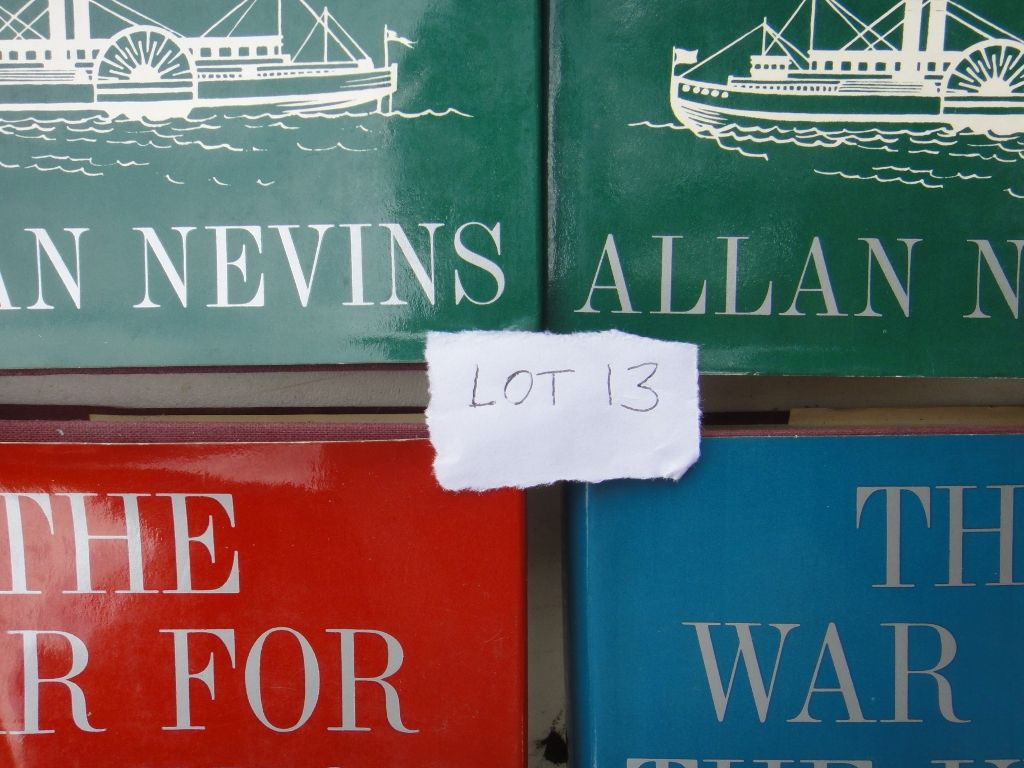 AN NEVINS
ALLAN N
LOT 13
THE
R FOR
TH
WAR